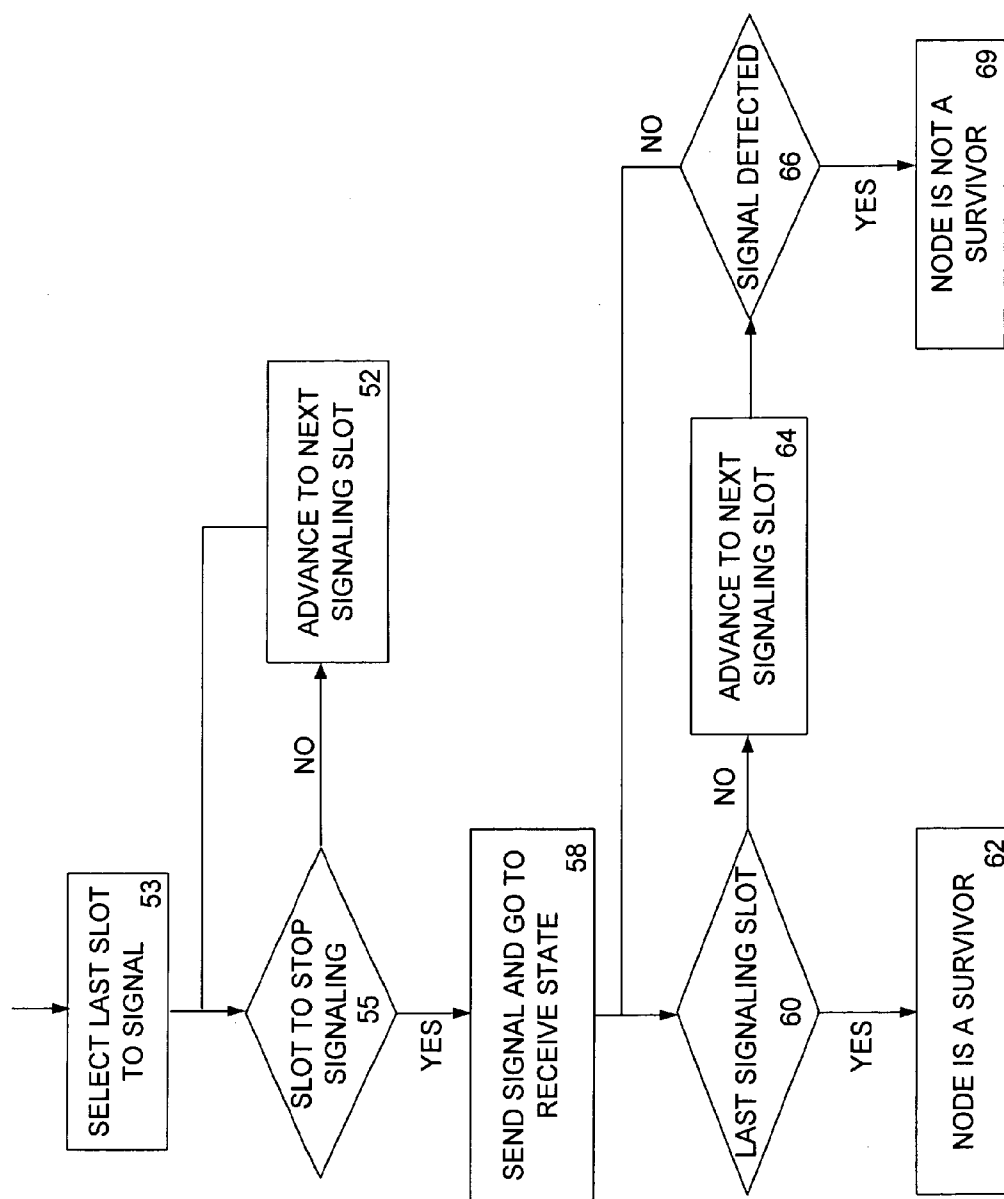 SELECT LAST SLOT
TO SIGNAL
53
SLOT TO STOP
SIGNALING
55
NO
ADVANCE TO NEXT
SIGNALING SLOT
52
YES
SEND SIGNAL AND GO TO
RECEIVE STATE
58
LAST SIGNALING SLOT
60
NO
ADVANCE TO NEXT
SIGNALING SLOT
64
SIGNAL DETECTED
66
NO
YES
NODE IS A SURVIVOR
62
YES
NODE IS NOT A
SURVIVOR
69